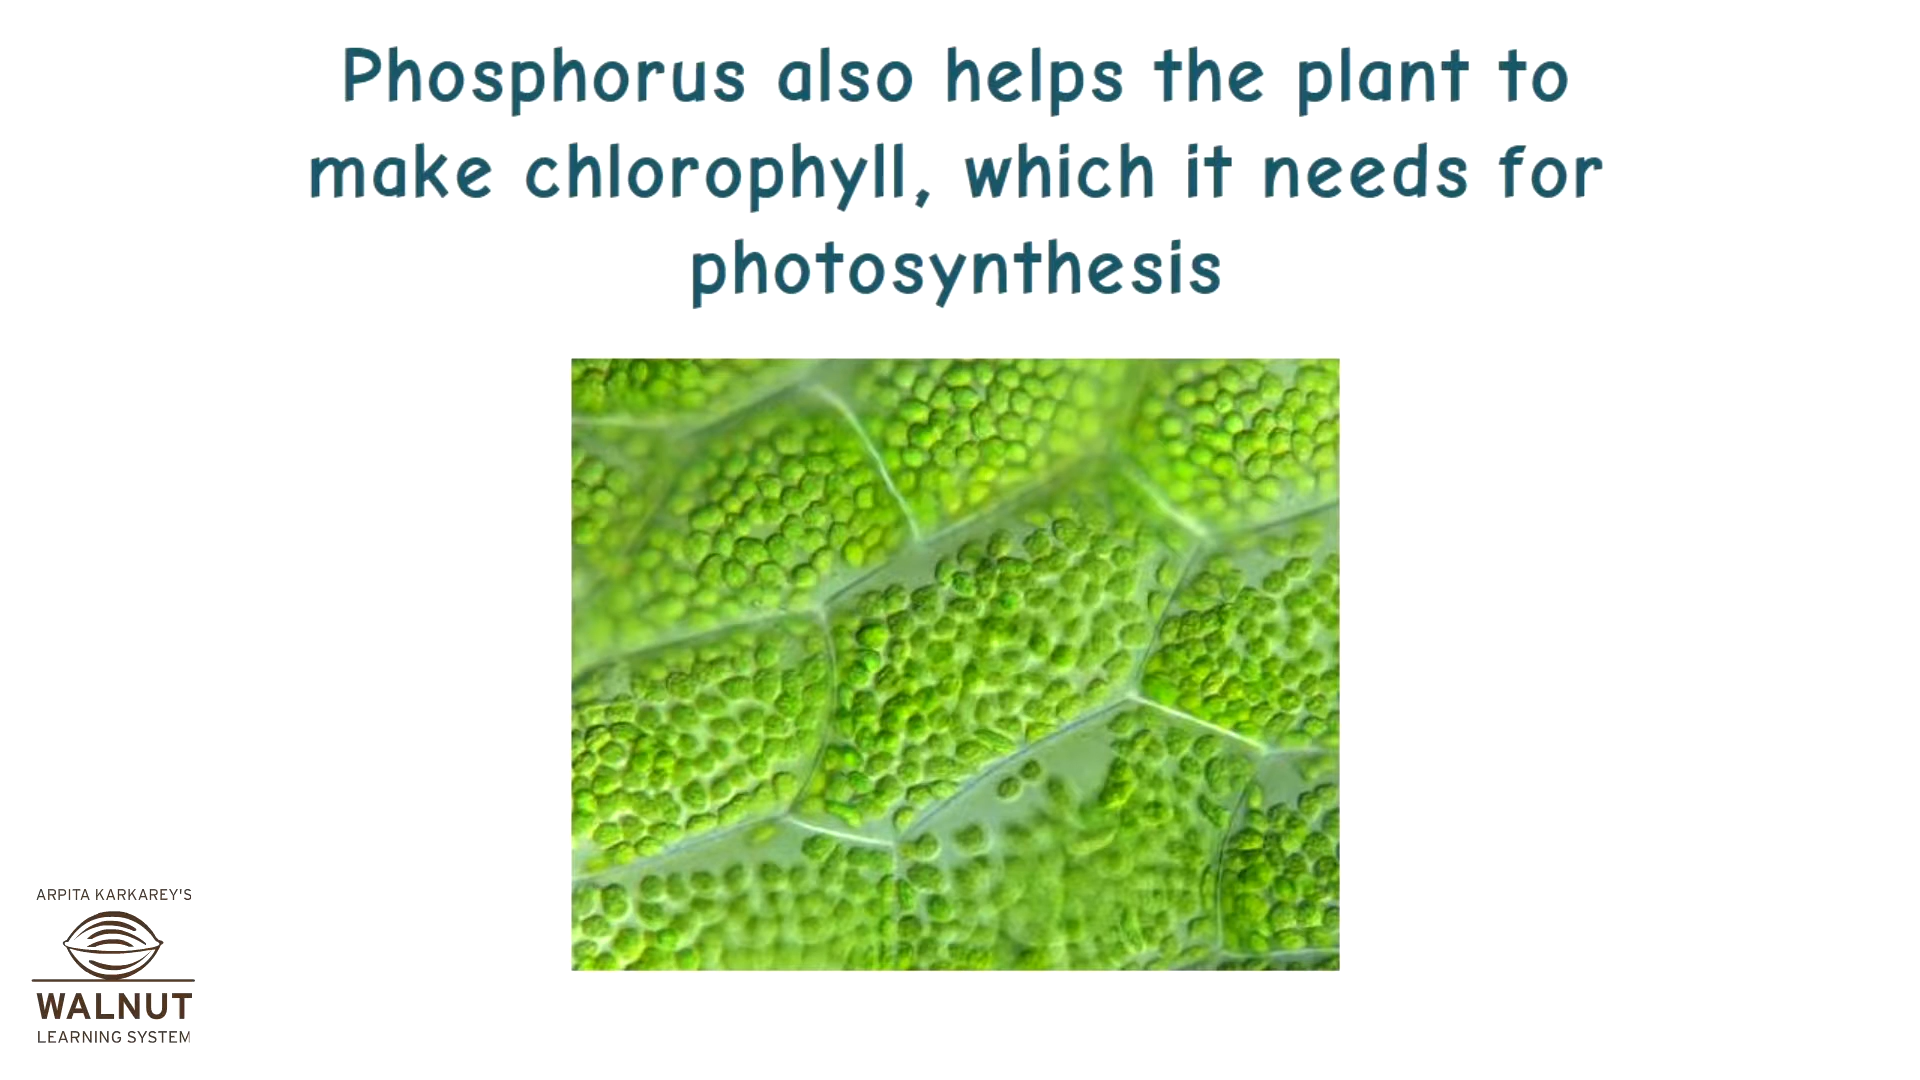 Phosphorus also helps the plant to
make chlorophyll, which it needs for
photosynthesis
ARPITA KARKAREY'S
WALNUT
LEARNING SYSTEM